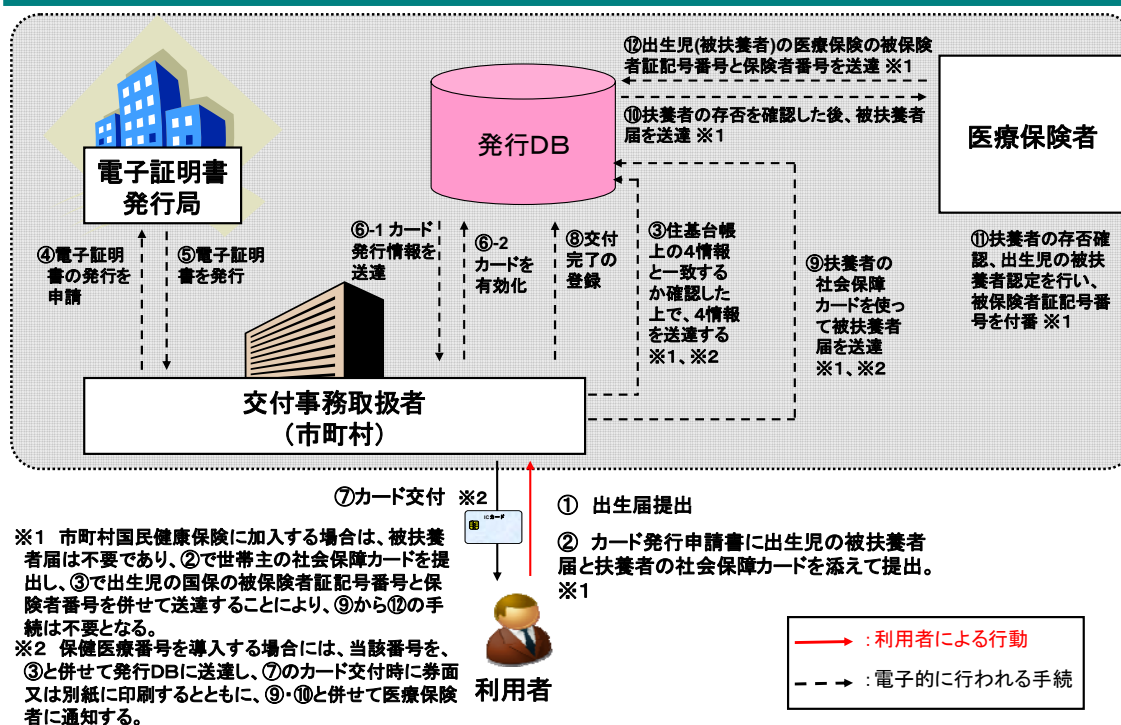 ⑫出生児(被扶養者)の医療保険の被保険
者証記号番号と保険者番号を送達 ※1
⑩扶養者の存否を確認した後、被扶養者
届を送達 ※1
医療保険者
発行DB
電子証明書
発行局
④電子証明
書の発行を
申請
⑤電子証明
書を発行
⑥-1 カード
発行情報を
送達
⑥-2
カードを
有効化
⑧交付
完了の
登録
③住基台帳
上の4情報
と一致する
か確認した
上で、4情報
を送達する
※1、※2
⑨扶養者の
社会保障
カードを使っ
て被扶養者
届を送達
※1、※2
⑪扶養者の存否確
認、出生児の被扶
養者認定を行い、
被保険者証記号番
号を付番 ※1
交付事務取扱者
(市町村)
⑦カード交付 ※2
ICカード
① 出生届提出
② カード発行申請書に出生児の被扶養者
届と扶養者の社会保障カードを添えて提出。
※1
※1 市町村国民健康保険に加入する場合は、被扶養
者届は不要であり、②で世帯主の社会保障カードを提
出し、③で出生児の国保の被保険者証記号番号と保
険者番号を併せて送達することにより、⑨から⑫の手
続は不要となる。
※2 保健医療番号を導入する場合には、当該番号を、
③と併せて発行DBに送達し、⑦のカード交付時に券面
又は別紙に印刷するとともに、⑨・⑩と併せて医療保険
者に通知する。
利用者
:利用者による行動
:電子的に行われる手続